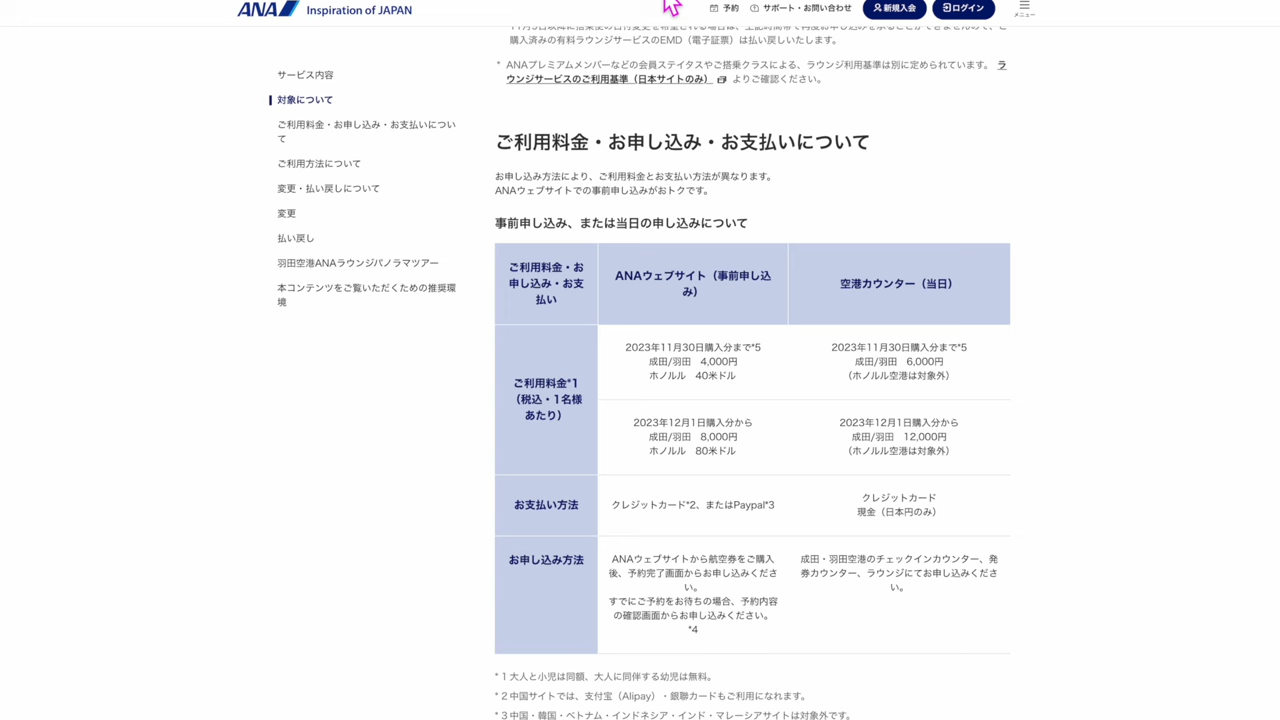 ANA Inspiration of JAPAN
予約
サポート・お問い合わせ
新規入会
ログイン
メニュー
購入済みの有料ラウンジサービスのEMD（電子証票）は払い戻しいたします。
* ANAプレミアムメンバーなどの会員ステイタスやご搭乗クラスによる、ラウンジ利用基準は別に定められています。 ラ
ウンジサービスのご利用基準（日本サイトのみ） よりご確認ください。
サービス内容
対象について
ご利用料金・お申し込み・お支払いについ
て
ご利用方法について
変更・払い戻しについて
変更
払い戻し
羽田空港ANAラウンジパノラマツアー
本コンテンツをご覧いただくための推奨環
境
ご利用料金・お申し込み・お支払いについて
お申し込み方法により、ご利用料金とお支払い方法が異なります。
ANAウェブサイトでの事前申し込みがおトクです。
事前申し込み、または当日の申し込みについて
ご利用料金・お
申し込み・お支
払い
ANAウェブサイト（事前申し込
み）
空港カウンター（当日）
ご利用料金*1
（税込・1名様
あたり）
2023年11月30日購入分まで*5
成田/羽田　4,000円
ホノルル　40米ドル
2023年11月30日購入分まで*5
成田/羽田　6,000円
（ホノルル空港は対象外）
2023年12月1日購入分から
成田/羽田　8,000円
ホノルル　80米ドル
2023年12月1日購入分から
成田/羽田　12,000円
（ホノルル空港は対象外）
お支払い方法
クレジットカード*2、またはPaypal*3
クレジットカード
現金（日本円のみ）
お申し込み方法
ANAウェブサイトから航空券をご購入
後、予約完了画面からお申し込みくださ
い。
すでにご予約をお持ちの場合、予約内容
の確認画面からお申し込みください。
*4
成田・羽田空港のチェックインカウンター、発
券カウンター、ラウンジにてお申し込みくださ
い。
* 1 大人と小児は同額、大人に同伴する幼児は無料。
* 2 中国サイトでは、支付宝（Alipay）・銀聯カードもご利用になれます。
* 3 中国・韓国・ベトナム・インドネシア・インド・マレーシアサイトは対象外です。